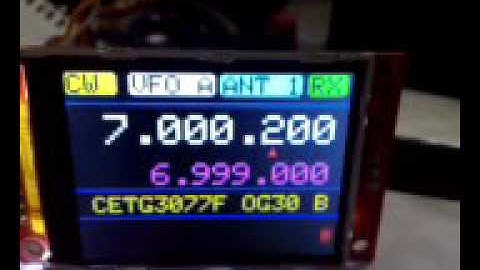 CW VFO A ANT 1 RX
7.000.200
6.999.000
CETG3077F OG30 B